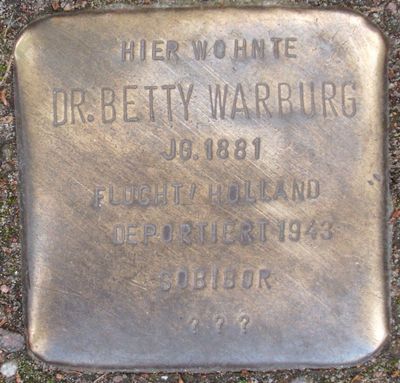 HIER WOHNTE
DR. BETTY WARBURG
JG. 1881
FLUCHT / HOLLAND
DEPORTIERT 1943
SOBIBOR
? ? ?